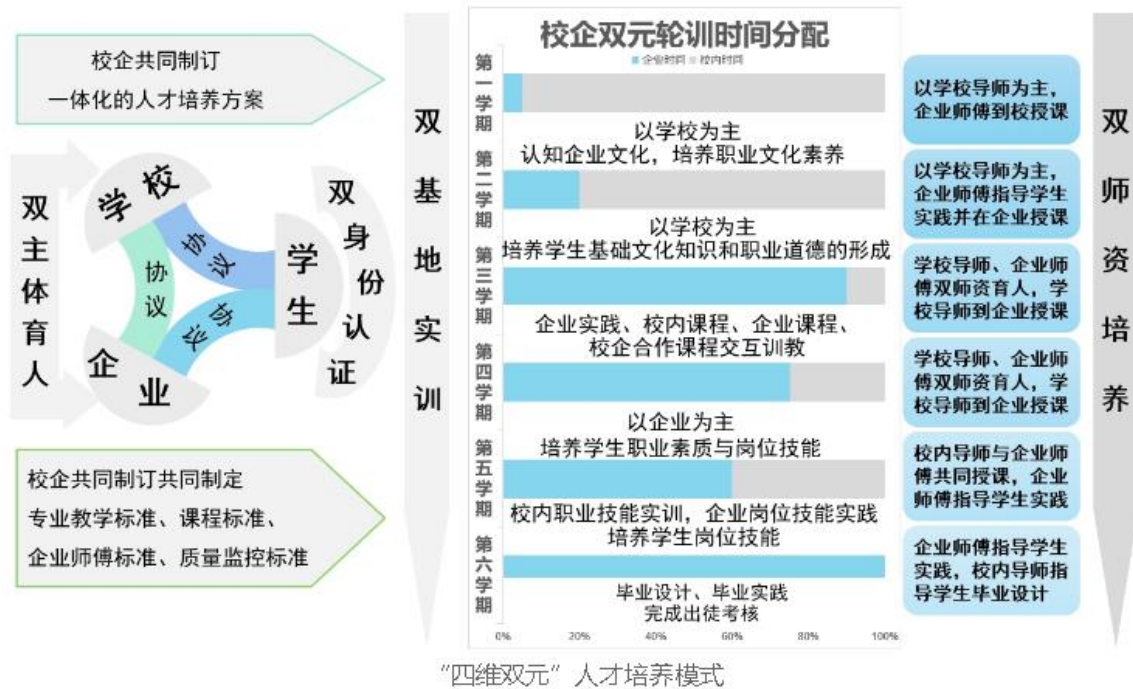 校企共同制订
一体化的人才培养方案
双主体育人
学校
企业
学生
协议
协议
协议
双身份认证
校企共同制订共同制定
专业教学标准、课程标准、
企业师傅标准、质量监控标准
双基地实训
校企双元轮训时间分配
企业时间 校内时间
第一学期
以学校为主
认知企业文化，培养职业文化素养
第二学期
以学校为主
培养学生基础文化知识和职业道德的形成
第三学期
企业实践、校内课程、企业课程、
校企合作课程交互训教
第四学期
以企业为主
培养学生职业素质与岗位技能
第五学期
校内职业技能实训，企业岗位技能实践
培养学生岗位技能
第六学期
毕业设计、毕业实践
完成出徒考核
0% 20% 40% 60% 80% 100%
以学校导师为主，
企业师傅到校授课
以学校导师为主，
企业师傅指导学生
实践并在企业授课
学校导师、企业师
傅双师资育人，学
校导师到企业授课
学校导师、企业师
傅双师资育人，学
校导师到企业授课
校内导师与企业师
傅共同授课，企业
师傅指导学生实践
企业师傅指导学生
实践，校内导师指
导学生毕业设计
双师资培养
“四维双元”人才培养模式